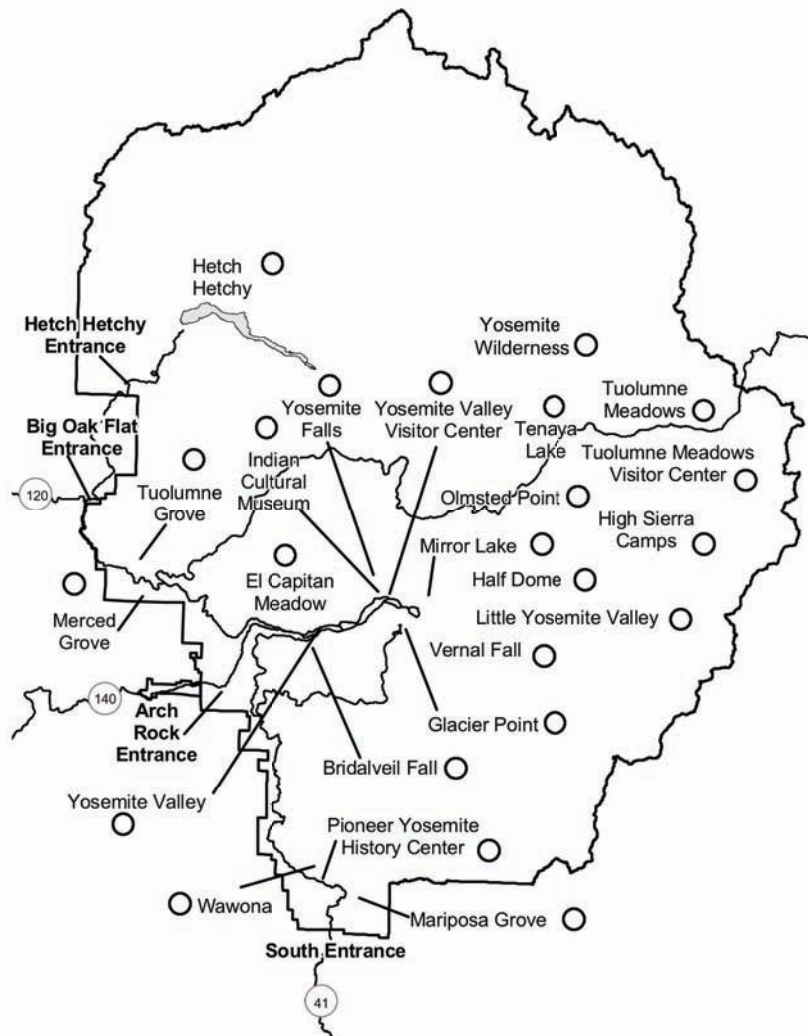 Hetch
Hetchy
Hetch Hetchy
Entrance
Yosemite
Wilderness
Yosemite
Falls
Yosemite Valley
Visitor Center
Tenaya
Lake
Tuolumne
Meadows
Big Oak Flat
Entrance
Indian
Cultural
Museum
Tuolumne Meadows
Visitor Center
Tuolumne
Grove
120
Olmsted Point
High Sierra
Camps
El Capitan
Meadow
Mirror Lake
Half Dome
Merced
Grove
Little Yosemite Valley
Vernal Fall
140
Arch
Rock
Entrance
Glacier Point
Bridalveil Fall
Yosemite Valley
Pioneer Yosemite
History Center
Wawona
Mariposa Grove
South Entrance
41